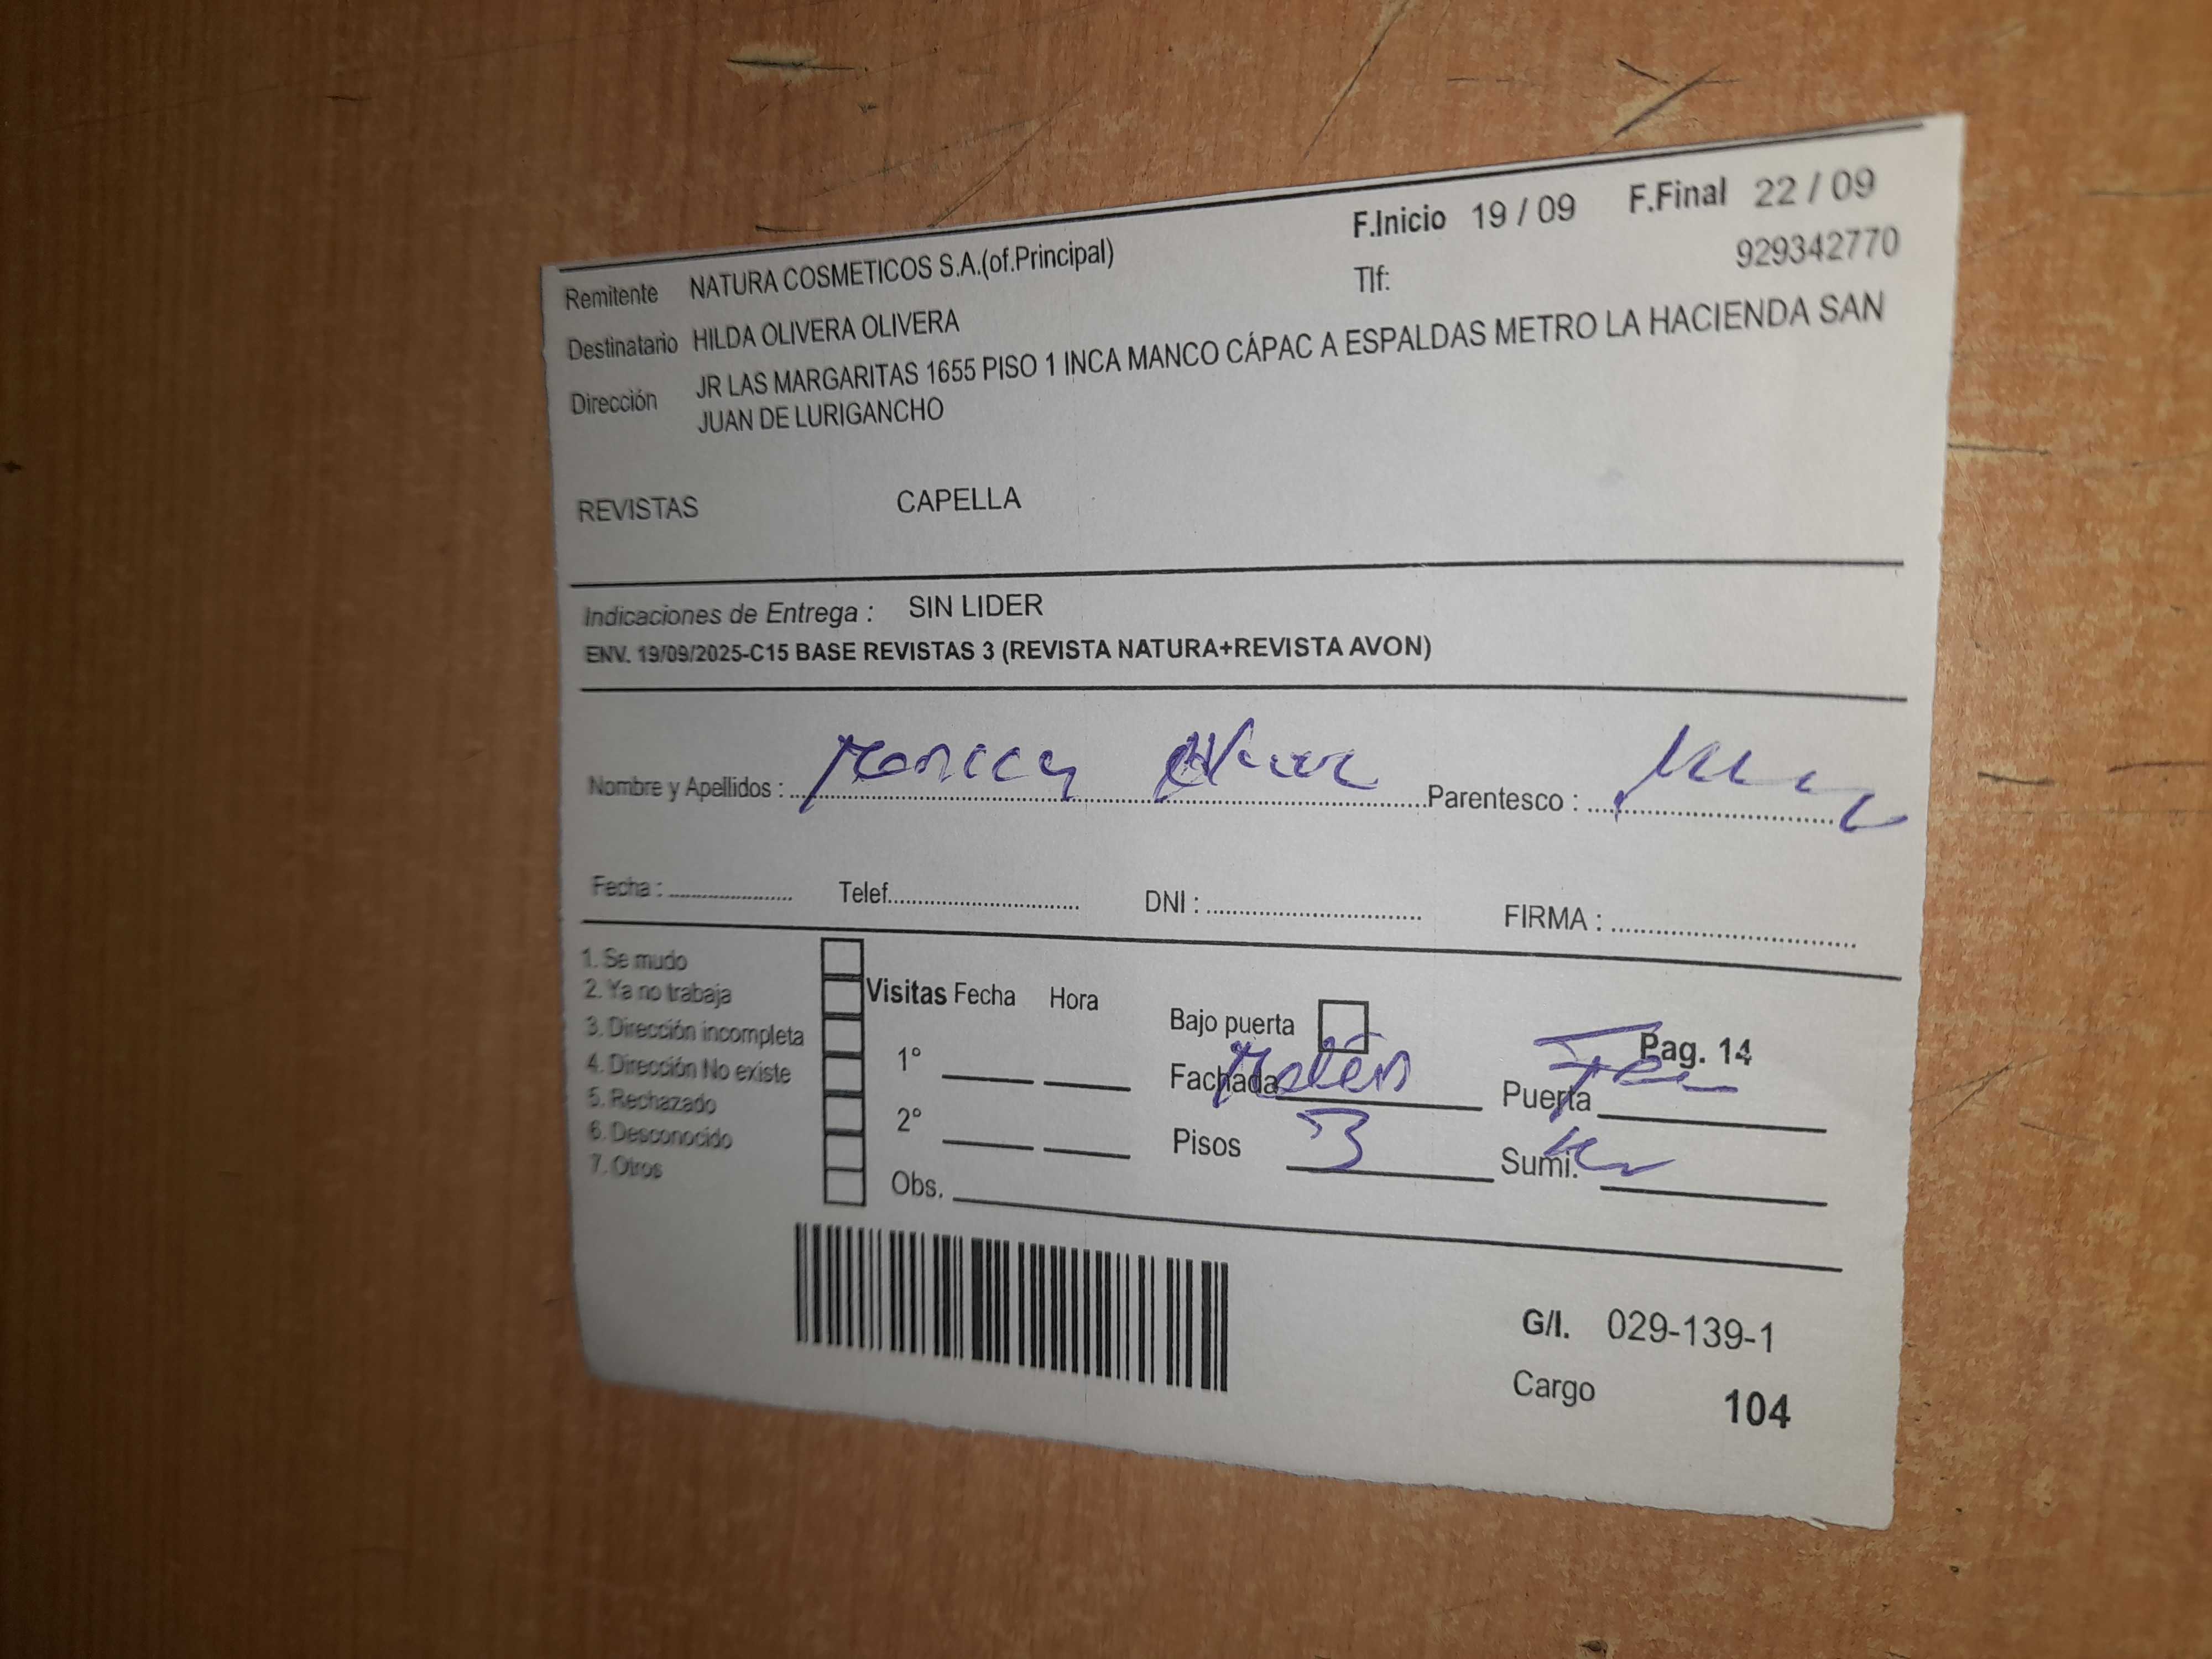 F.Inicio 19 / 09 F.Final 22 / 09
Remitente NATURA COSMETICOS S.A.(of.Principal) Tlf: 929342770
Destinatario HILDA OLIVERA OLIVERA
Dirección JR LAS MARGARITAS 1655 PISO 1 INCA MANCO CÁPAC A ESPALDAS METRO LA HACIENDA SAN
JUAN DE LURIGANCHO
REVISTAS CAPELLA
Indicaciones de Entrega : SIN LIDER
ENV. 19/09/2025-C15 BASE REVISTAS 3 (REVISTA NATURA+REVISTA AVON)
Nombre y Apellidos : Parentesco :
Fecha : Telef. DNI : FIRMA :
1. Se mudo
2. Ya no trabaja
3. Dirección incompleta
4. Dirección No existe
5. Rechazado
6. Desconocido
7. Otros
Visitas Fecha Hora
1°
2°
Obs.
Bajo puerta Pag. 14
Fachada Puerta
Pisos 3 Sumi.
G/I. 029-139-1
Cargo 104